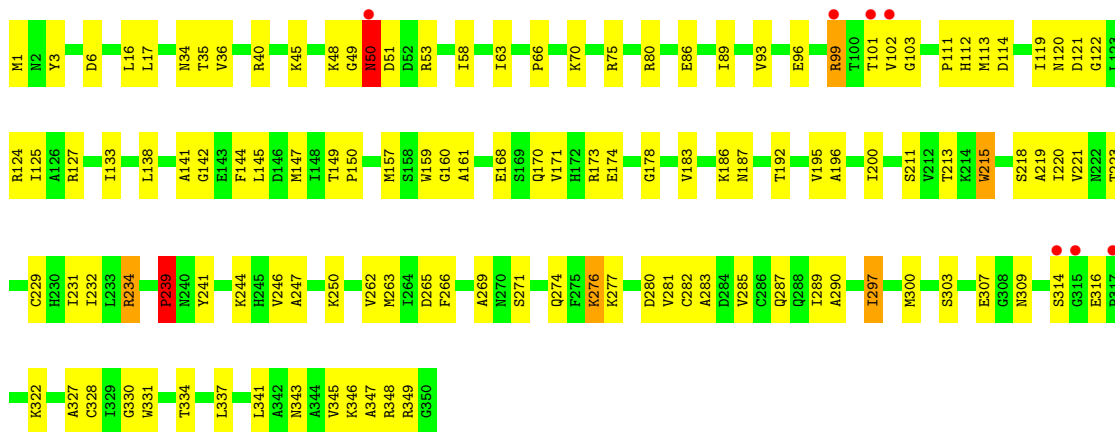 M1 N2 Y3 D6 L16 L17 N34 T35 V36 R40 K45 K48 G49 N50 D51 D52 R53 I58 I63 P66 K70 R75 R80 E86 I89 V93 E96 R99 T100 T101 V102 G103 P111 H112 M113 D114 I119 N120 D121 G122 L123
R124 I125 A126 R127 I133 L138 A141 G142 E143 F144 L145 D146 M147 I148 T149 P150 M157 S158 W159 G160 A161 E168 S169 Q170 V171 H172 R173 E174 G178 V183 K186 N187 T192 V195 A196 I200 S211 V212 T213 K214 W215 S218 A219 I220 V221 N222 T223
C229 H230 I231 I232 L233 R234 P239 N240 Y241 K244 H245 V246 A247 K250 V262 W263 I264 D265 F266 A269 N270 S271 Q274 F275 K276 K277 D280 V281 C282 A283 D284 V285 C286 Q287 Q288 I289 A290 I297 M300 S303 E307 G308 N309 S314 G315 E316 R317
K322 A327 C328 I329 G330 W331 T334 L337 L341 A342 N343 A344 V345 K346 A347 R348 R349 G350